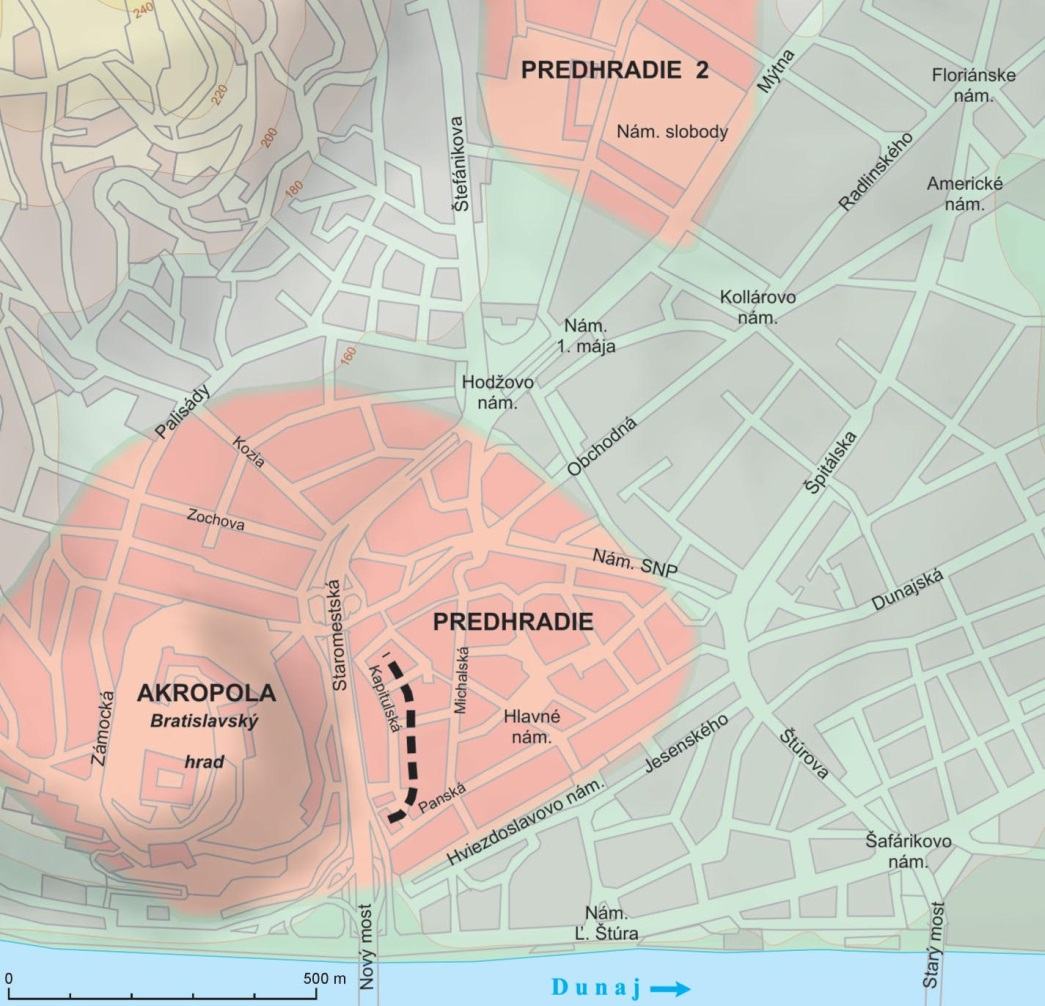 240
PREDHRADIE 2
Mýtna
Floriánske
nám.
220
200
Štefánikova
Nám. slobody
Radlinského
180
Americké
nám.
Kollárovo
nám.
Nám.
1. mája
160
Hodžovo
nám.
Palisády
Kozia
Obchodná
Špitálska
Zochova
Nám. SNP
Dunajská
Staromestská
PREDHRADIE
Michalská
Kapitulská
AKROPOLA
Bratislavský
hrad
Zámocká
Hlavné
nám.
Jesenského
Štúrova
Panská
Hviezdoslavovo nám.
Šafárikovo
nám.
Nám.
Ľ. Štúra
Nový most
Starý most
0
500 m
Dunaj